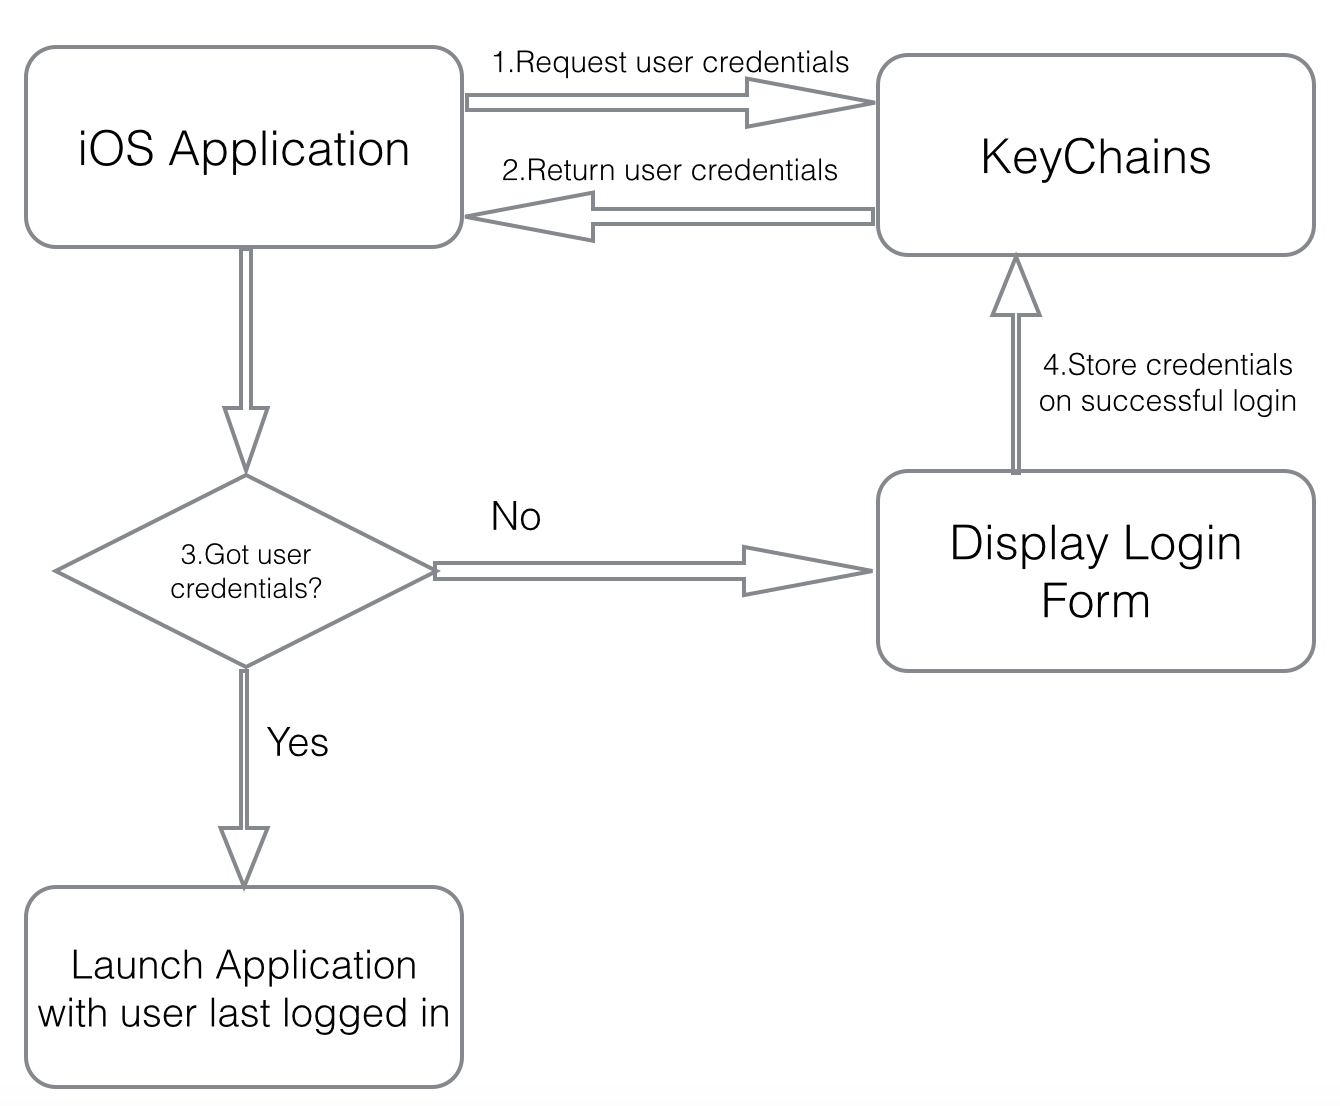 1.Request user credentials
iOS Application
KeyChains
2.Return user credentials
4.Store credentials
on successful login
No
3.Got user
credentials?
Display Login
Form
Yes
Launch Application
with user last logged in